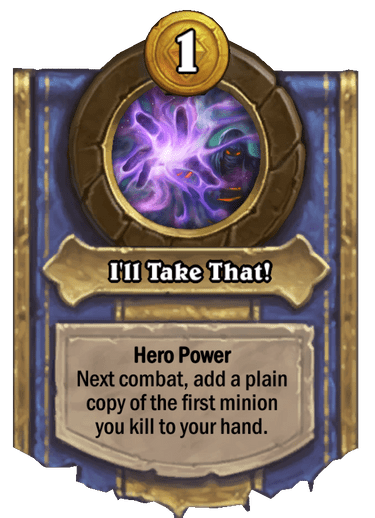 1
I'll Take That!
Hero Power
Next combat, add a plain
copy of the first minion
you kill to your hand.